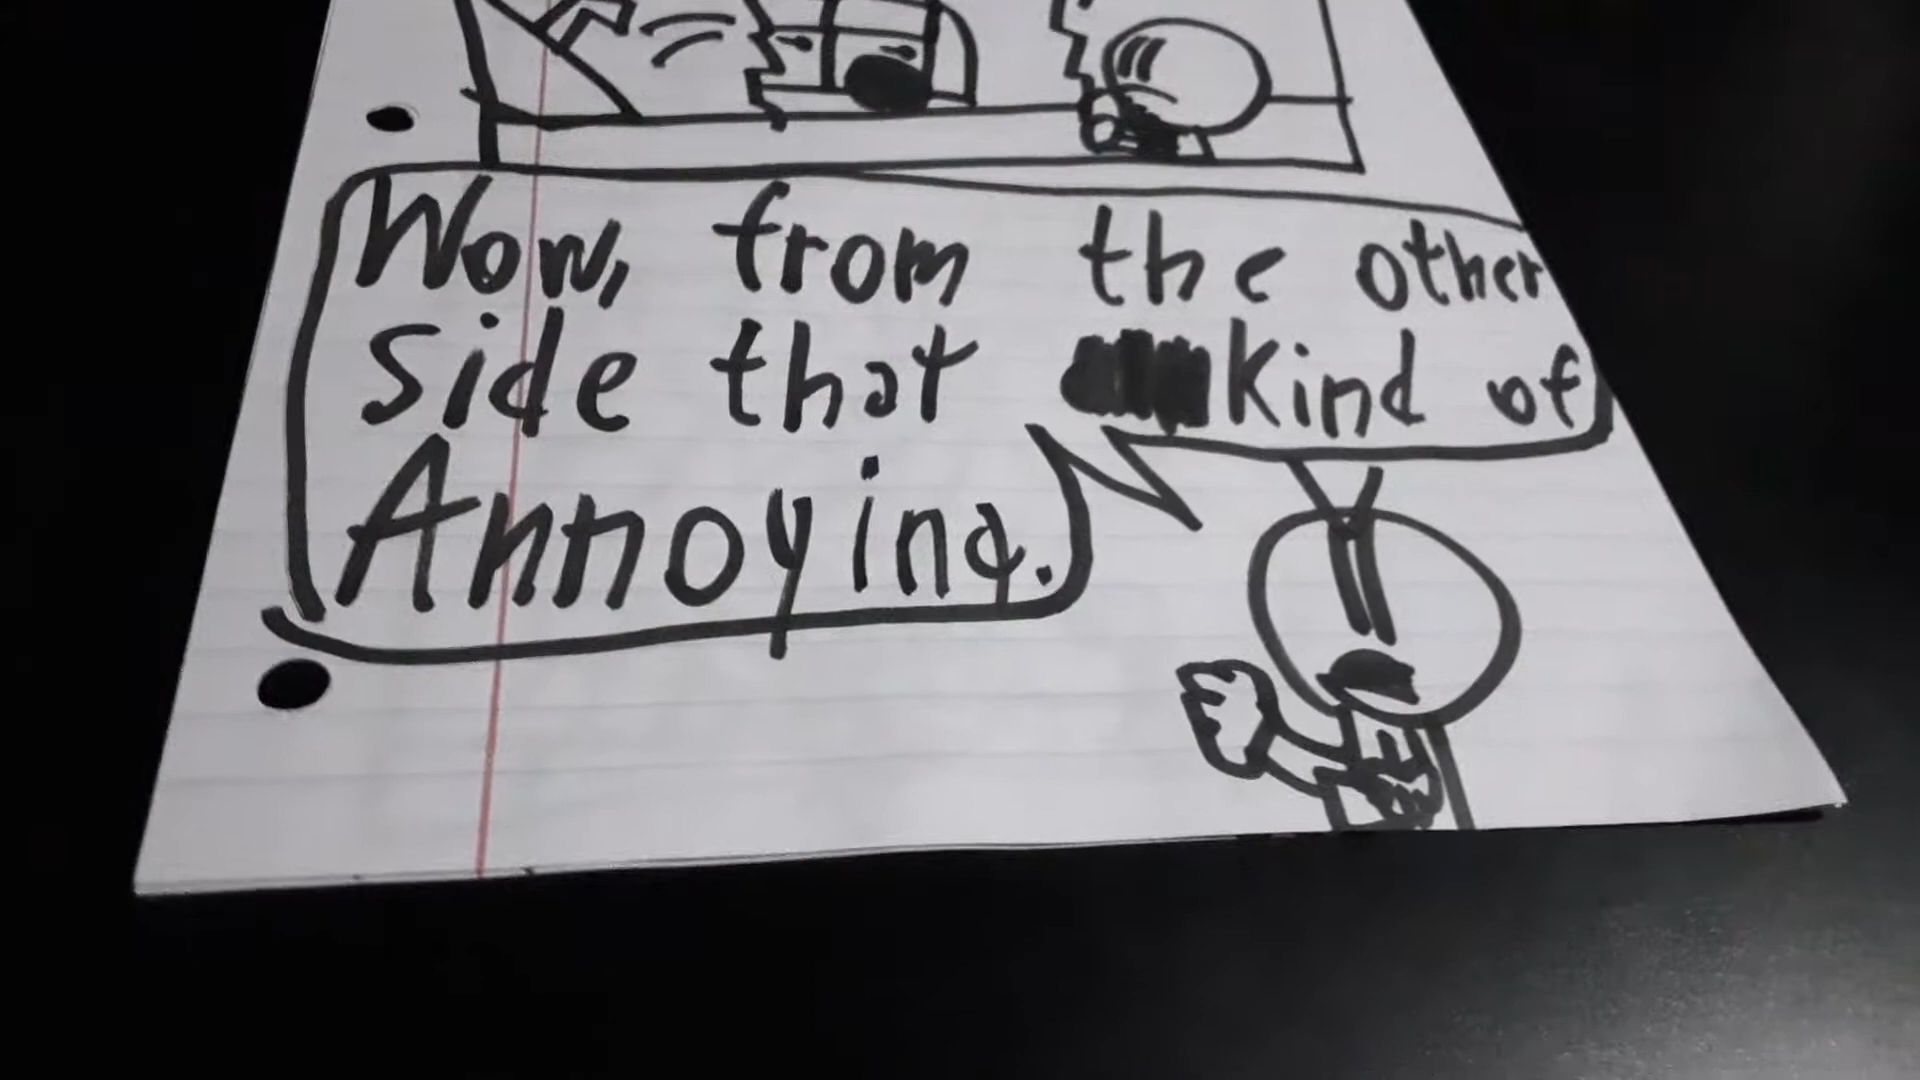 Wow, from the other
side that kind of
Annoying.